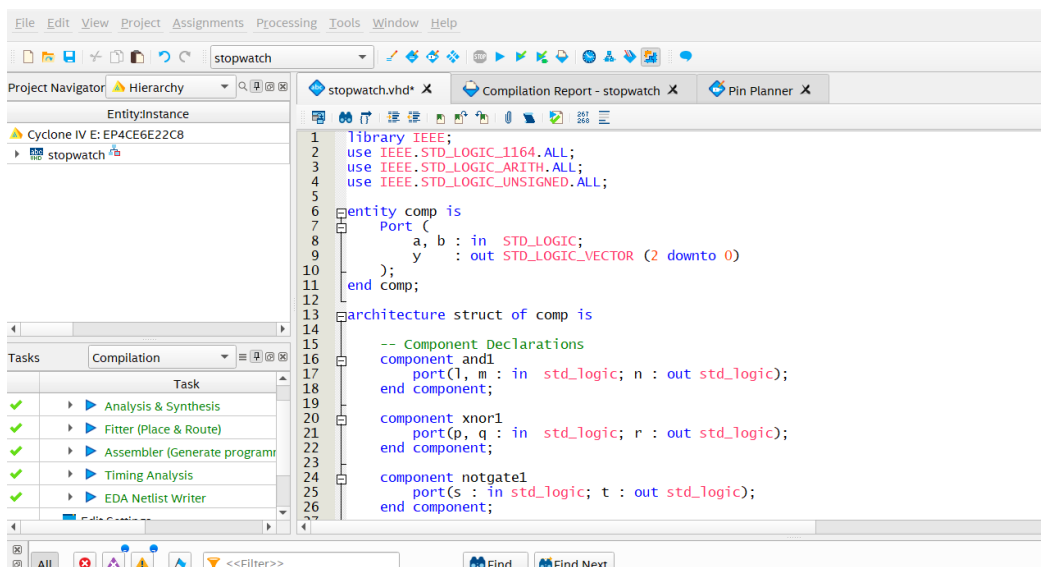 File Edit View Project Assignments Processing Tools Window Help
stopwatch
Project Navigator Hierarchy
Entity:Instance
Cyclone IV E: EP4CE6E22C8
stopwatch
Tasks Compilation
Task
Analysis & Synthesis
Fitter (Place & Route)
Assembler (Generate programm
Timing Analysis
EDA Netlist Writer
stopwatch.vhd* X Compilation Report - stopwatch X Pin Planner X
267
268
1 library IEEE;
2 use IEEE.STD_LOGIC_1164.ALL;
3 use IEEE.STD_LOGIC_ARITH.ALL;
4 use IEEE.STD_LOGIC_UNSIGNED.ALL;
5
6 entity comp is
7 Port (
8 a, b : in STD_LOGIC;
9 y : out STD_LOGIC_VECTOR (2 downto 0)
10 );
11 end comp;
12
13 architecture struct of comp is
14
15 -- Component Declarations
16 component and1
17 port(l, m : in std_logic; n : out std_logic);
18 end component;
19
20 component xnor1
21 port(p, q : in std_logic; r : out std_logic);
22 end component;
23
24 component notgate1
25 port(s : in std_logic; t : out std_logic);
26 end component;
27
All <<Filter>> Find... Find Next